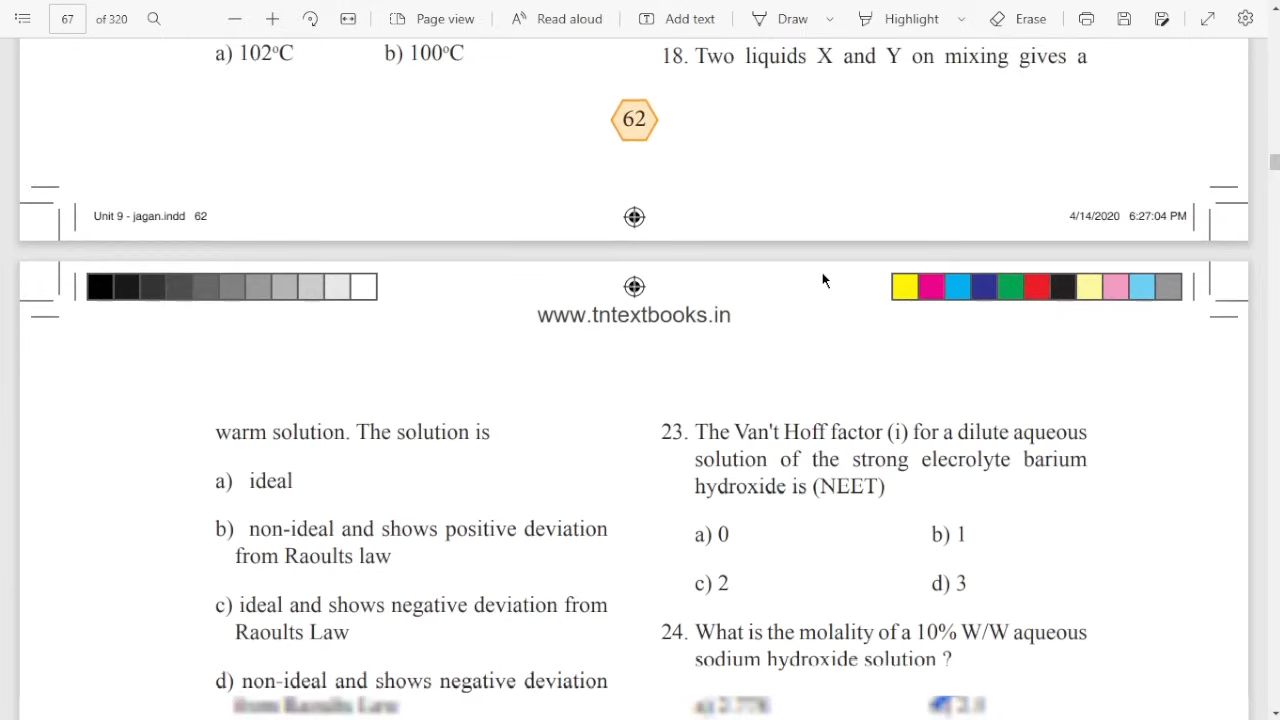 67 of 320 Page view Read aloud Add text Draw Highlight Erase
a) 102°C b) 100°C
18. Two liquids X and Y on mixing gives a
62
Unit 9 - jagan.indd 62 4/14/2020 6:27:04 PM
www.tntextbooks.in
warm solution. The solution is
a) ideal
b) non-ideal and shows positive deviation
from Raoults law
c) ideal and shows negative deviation from
Raoults Law
d) non-ideal and shows negative deviation
from Raoults Law
23. The Van't Hoff factor (i) for a dilute aqueous
solution of the strong elecrolyte barium
hydroxide is (NEET)
a) 0 b) 1
c) 2 d) 3
24. What is the molality of a 10% W/W aqueous
sodium hydroxide solution ?
a) 2.778